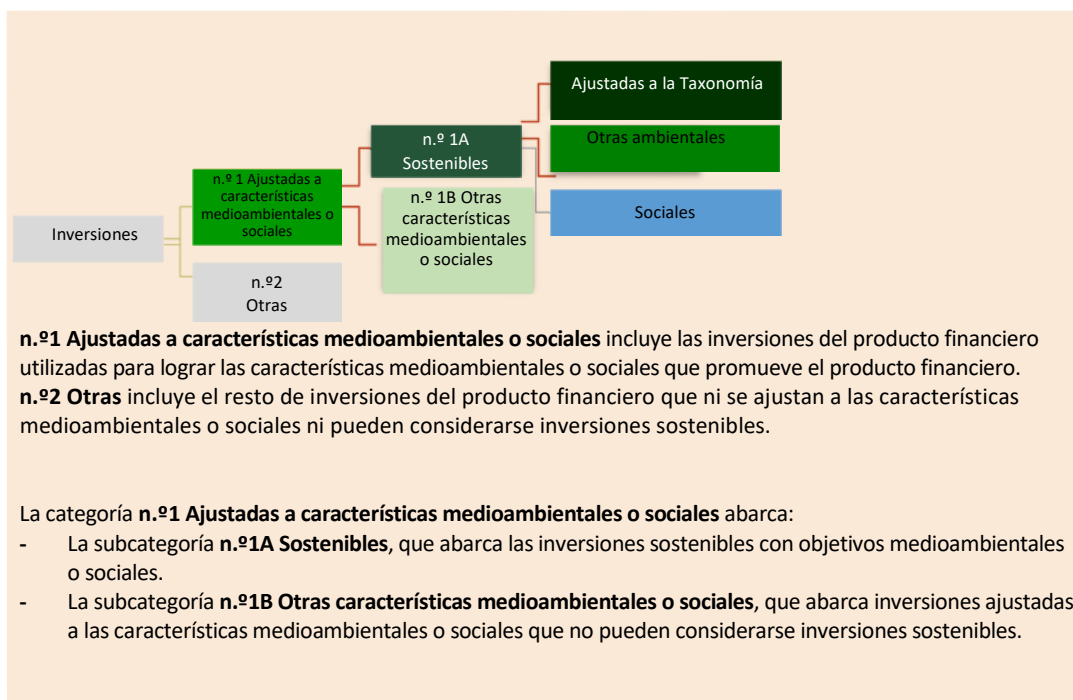 Ajustadas a la Taxonomía
n.º 1A
Sostenibles
Otras ambientales
n.º 1 Ajustadas a
características
medioambientales o
sociales
n.º 1B Otras
características
medioambientales
o sociales
Sociales
Inversiones
n.º2
Otras
n.º1 Ajustadas a características medioambientales o sociales incluye las inversiones del producto financiero
utilizadas para lograr las características medioambientales o sociales que promueve el producto financiero.
n.º2 Otras incluye el resto de inversiones del producto financiero que ni se ajustan a las características
medioambientales o sociales ni pueden considerarse inversiones sostenibles.
La categoría n.º1 Ajustadas a características medioambientales o sociales abarca:
- La subcategoría n.º1A Sostenibles, que abarca las inversiones sostenibles con objetivos medioambientales
o sociales.
- La subcategoría n.º1B Otras características medioambientales o sociales, que abarca inversiones ajustadas
a las características medioambientales o sociales que no pueden considerarse inversiones sostenibles.